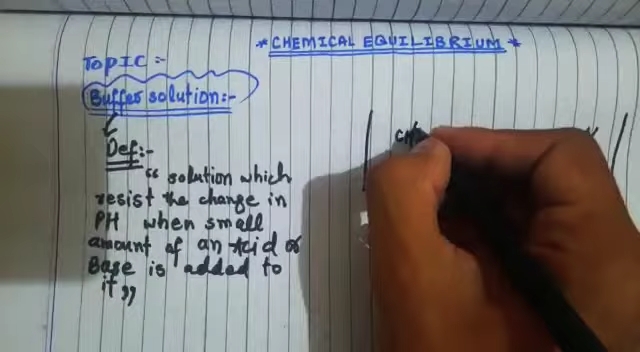 * CHEMICAL EQUILIBRIUM *
Topic :-
Buffer solution:-
Def:-
“ solution which
resist the change in
PH when small
amount of an Acid or
Base is added to
it ”